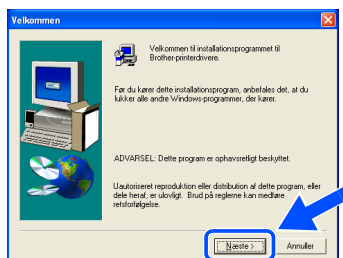 Velkommen
Velkommen til installationsprogrammet til
Brother-printerdrivere.
Før du kører dette installationsprogram, anbefales det, at du
lukker alle andre Windows-programmer, der kører.
ADVARSEL: Dette program er ophavsretligt beskyttet.
Uautoriseret reproduktion eller distribution af dette program, eller
dele heraf, er ulovligt. Brud på reglerne kan medføre
retsforfølgelse.
Næste >
Annuller